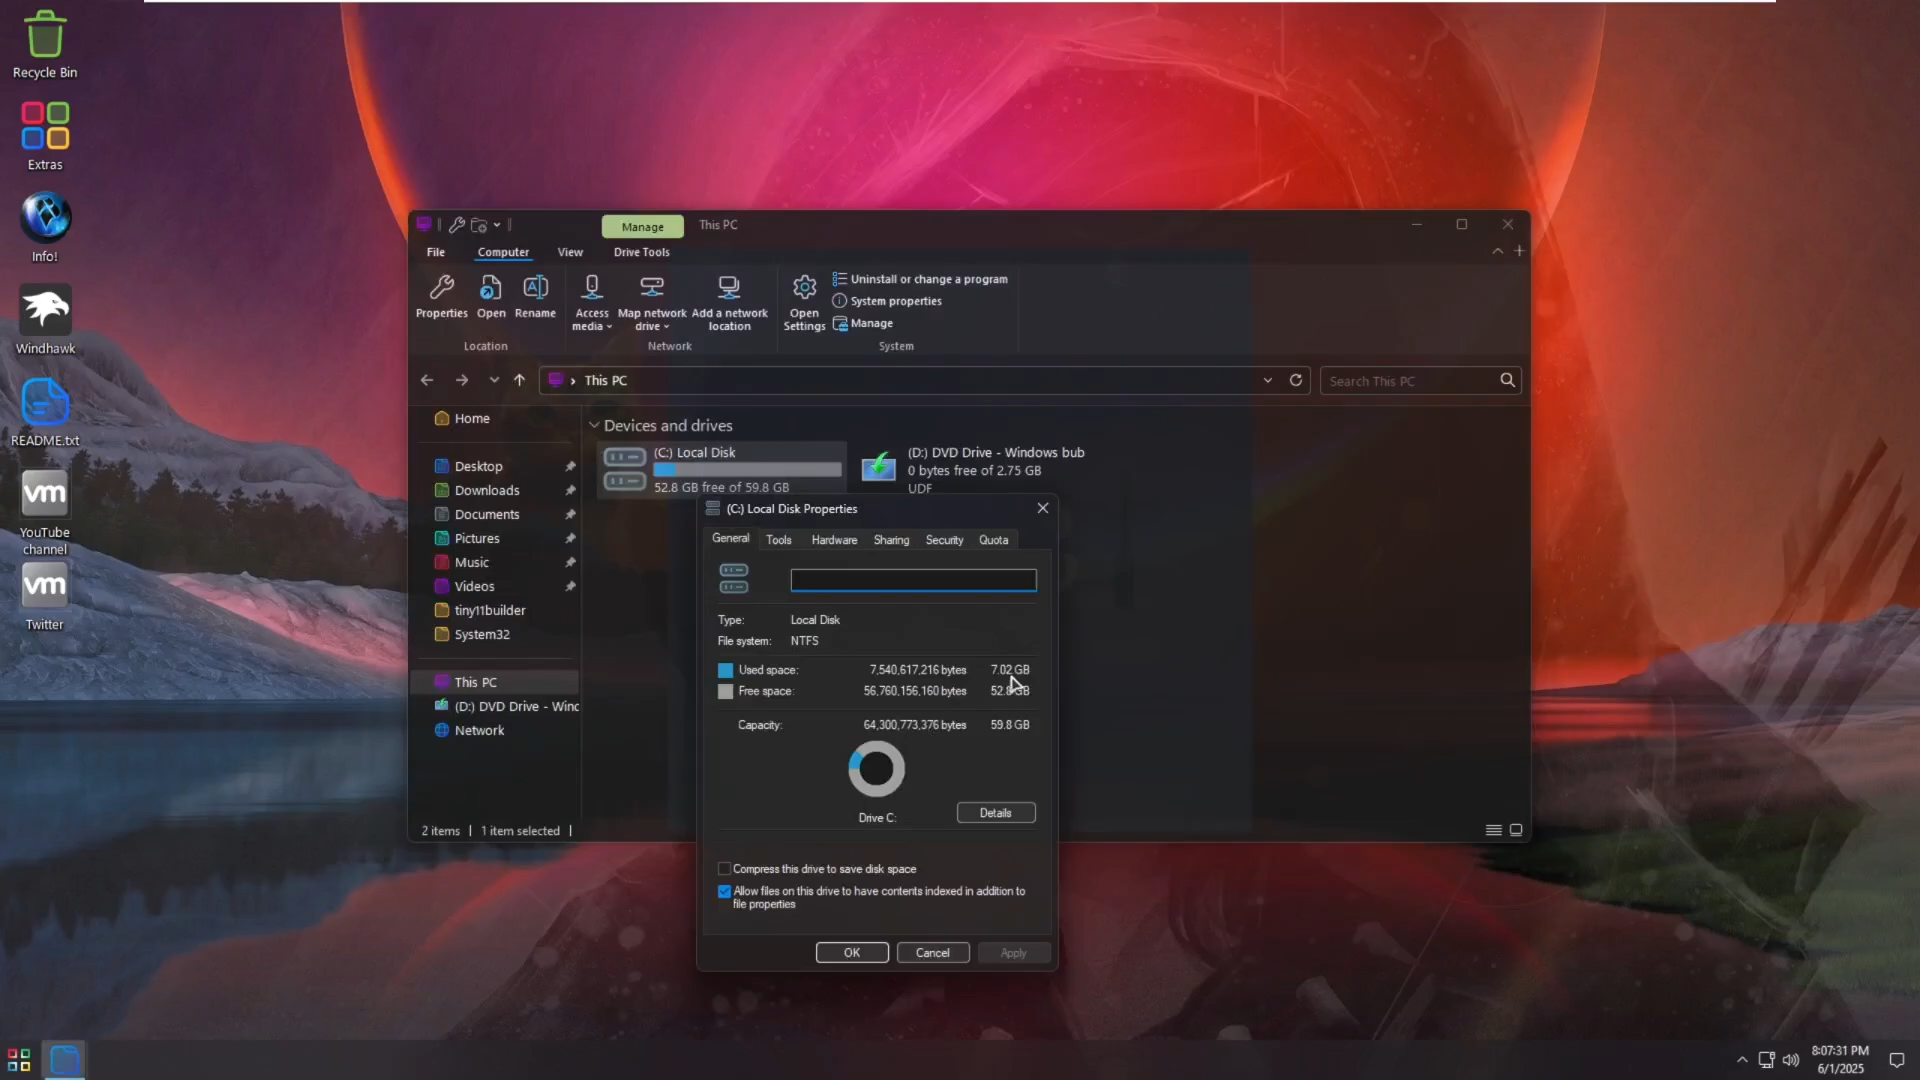 Recycle Bin
Extras
Info!
Windhawk
README.txt
YouTube
channel
Twitter
Manage
This PC
File
Computer
View
Drive Tools
Properties
Open
Rename
Access
media
Map network
drive
Add a network
location
Open
Settings
Uninstall or change a program
System properties
Manage
Location
Network
System
This PC
Search This PC
Home
Desktop
Downloads
Documents
Pictures
Music
Videos
tiny11builder
System32
This PC
(D:) DVD Drive - Winc
Network
Devices and drives
(C:) Local Disk
52.8 GB free of 59.8 GB
(D:) DVD Drive - Windows bub
0 bytes free of 2.75 GB
UDF
(C:) Local Disk Properties
General
Tools
Hardware
Sharing
Security
Quota
Type: Local Disk
File system: NTFS
Used space: 7,540,617,216 bytes 7.02 GB
Free space: 56,760,156,160 bytes 52.8 GB
Capacity: 64,300,773,376 bytes 59.8 GB
Drive C:
Details
Compress this drive to save disk space
Allow files on this drive to have contents indexed in addition to
file properties
OK
Cancel
Apply
2 items
1 item selected
8:07:31 PM
6/1/2025